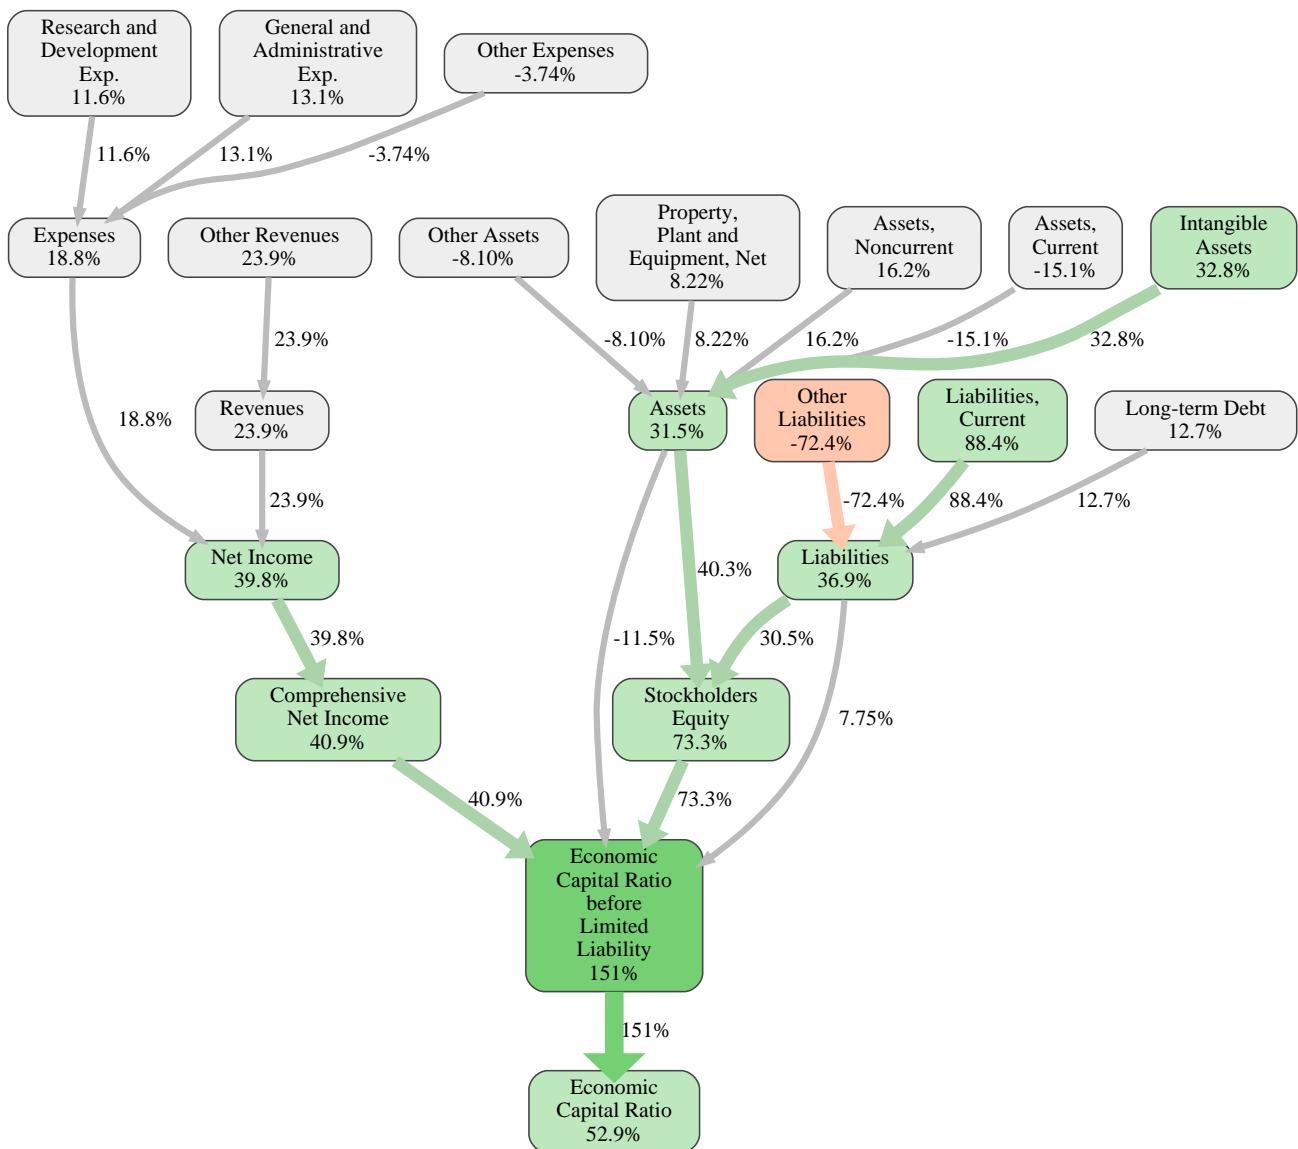 Research and
Development
Exp.
11.6%
General and
Administrative
Exp.
13.1%
Other Expenses
-3.74%
11.6%
13.1%
-3.74%
Expenses
18.8%
Other Revenues
23.9%
Other Assets
-8.10%
Property,
Plant and
Equipment, Net
8.22%
Assets,
Noncurrent
16.2%
Assets,
Current
-15.1%
Intangible
Assets
32.8%
23.9%
-8.10%
8.22%
16.2%
-15.1%
32.8%
18.8%
Revenues
23.9%
Assets
31.5%
Other
Liabilities
-72.4%
Liabilities,
Current
88.4%
Long-term Debt
12.7%
23.9%
-72.4%
88.4%
12.7%
Net Income
39.8%
40.3%
Liabilities
36.9%
39.8%
-11.5%
30.5%
Comprehensive
Net Income
40.9%
Stockholders
Equity
73.3%
7.75%
40.9%
73.3%
Economic
Capital Ratio
before
Limited
Liability
151%
151%
Economic
Capital Ratio
52.9%